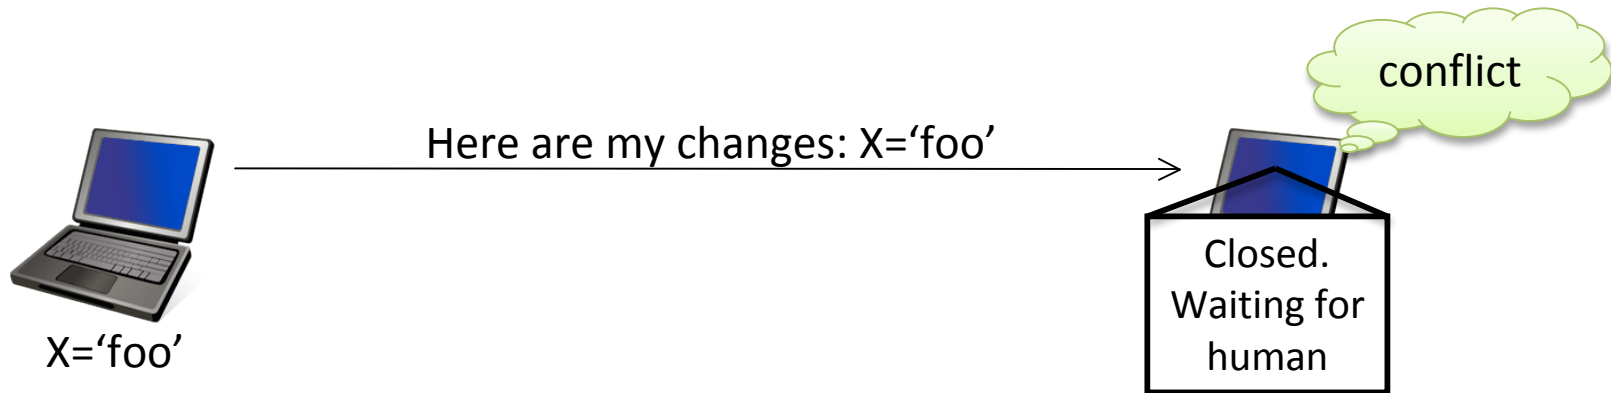 conflict
Here are my changes: X=‘foo’
X=‘foo’
Closed.
Waiting for
human